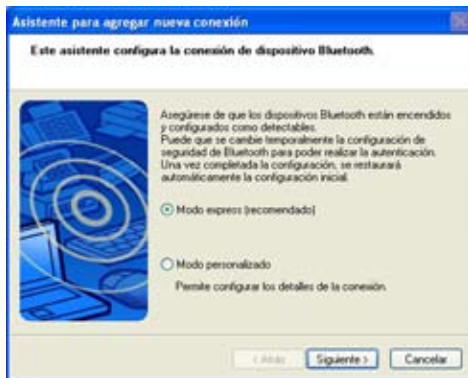 Asistente para agregar nueva conexión
Este asistente configura la conexión de dispositivo Bluetooth.
Asegúrese de que los dispositivos Bluetooth están encendidos
y configurados como detectables.
Puede que se cambie temporalmente la configuración de
seguridad de Bluetooth para poder realizar la autenticación.
Una vez completada la configuración, se restaurará
automáticamente la configuración inicial.
Modo express (recomendado)
Modo personalizado
Permite configurar los detalles de la conexión.
< Atrás
Siguiente >
Cancelar